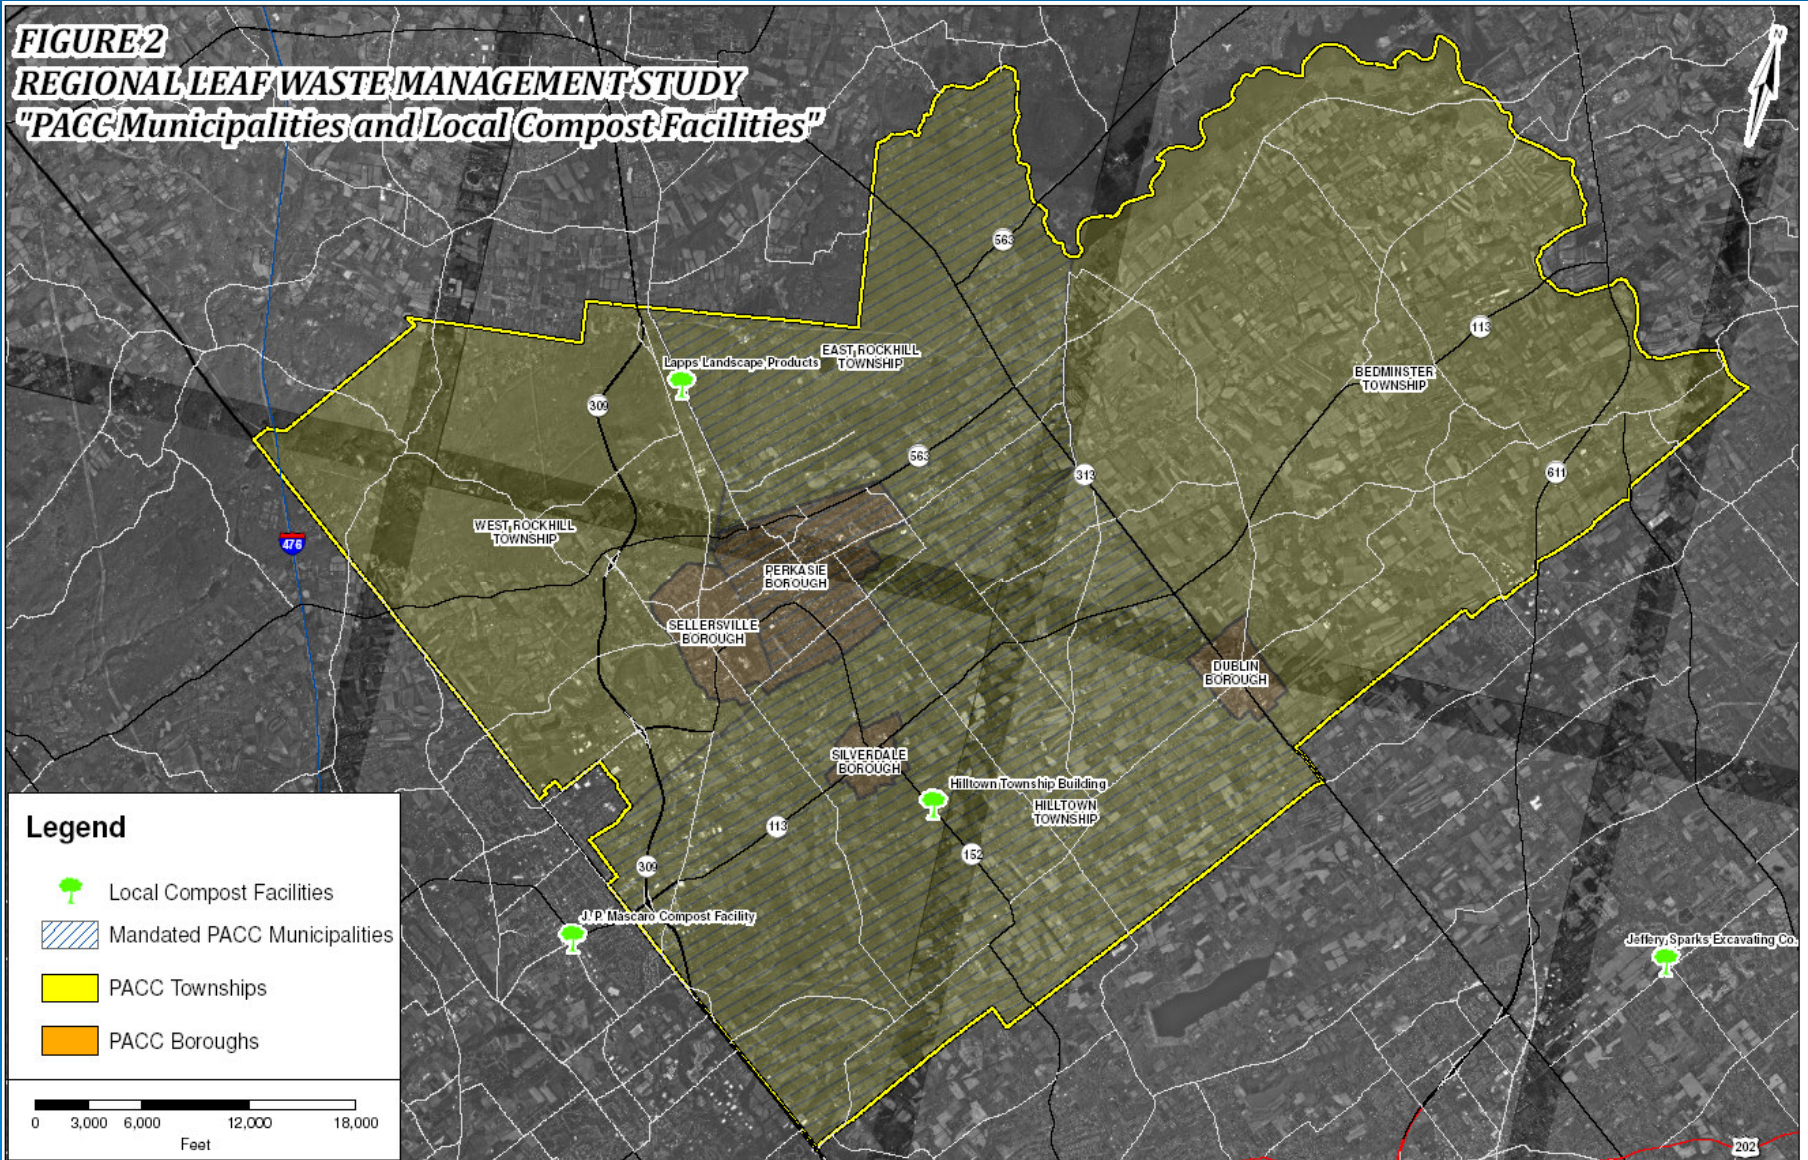 FIGURE 2
REGIONAL LEAF WASTE MANAGEMENT STUDY
"PACC Municipalities and Local Compost Facilities"
N
563
EAST ROCKHILL
TOWNSHIP
Lapps Landscape Products
113
BEDMINSTER
TOWNSHIP
309
563
313
611
WEST ROCKHILL
TOWNSHIP
476
PERKASIE
BOROUGH
SELLERSVILLE
BOROUGH
DUBLIN
BOROUGH
SILVERDALE
BOROUGH
Hilltown Township Building
HILLTOWN
TOWNSHIP
113
152
309
J. P. Mascaro Compost Facility
Jeffery Sparks Excavating Co.
202
Legend
Local Compost Facilities
Mandated PACC Municipalities
PACC Townships
PACC Boroughs
0 3,000 6,000 12,000 18,000
Feet